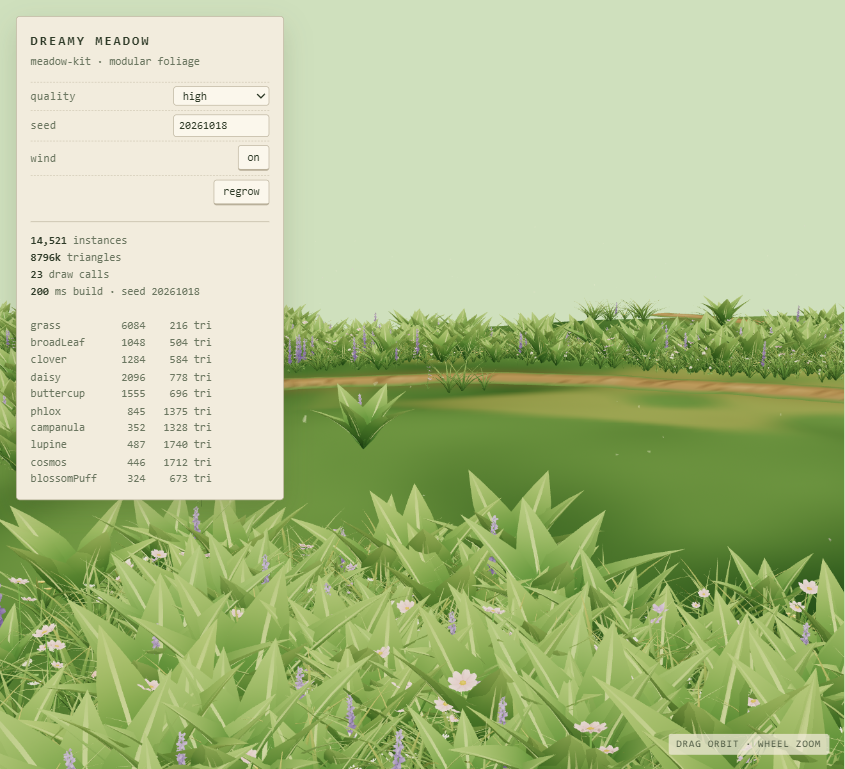 DREAMY MEADOW
meadow-kit · modular foliage
quality high
seed 20261018
wind on
regrow
14,521 instances
8796k triangles
23 draw calls
200 ms build · seed 20261018
grass 6084 216 tri
broadLeaf 1048 504 tri
clover 1284 584 tri
daisy 2096 778 tri
buttercup 1555 696 tri
phlox 845 1375 tri
campanula 352 1328 tri
lupine 487 1740 tri
cosmos 446 1712 tri
blossomPuff 324 673 tri
DRAG ORBIT · WHEEL ZOOM